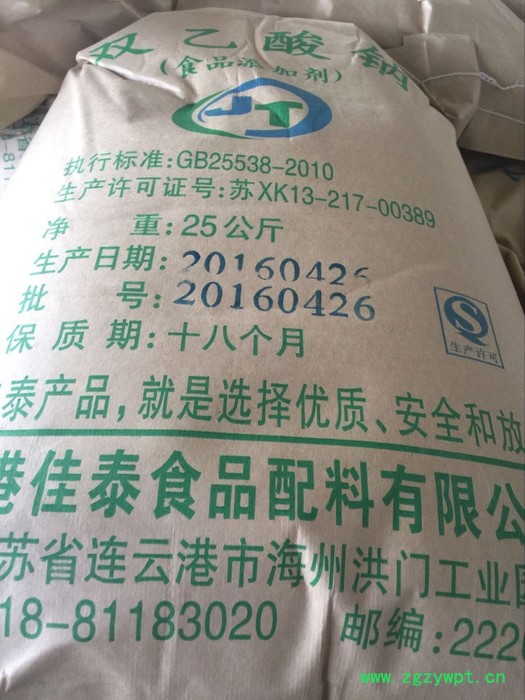 双乙酸钠
(食品添加剂)
JT
执行标准:GB25538-2010
生产许可证号:苏XK13-217-00389
净 重:25公斤
生产日期:20160426
批 号:20160426
保 质 期:十八个月
生产许可
泰产品,就是选择优质、安全和放
港佳泰食品配料有限公
苏省连云港市海州洪门工业园
18-81183020 邮编:222
www.zgzywpt.cn